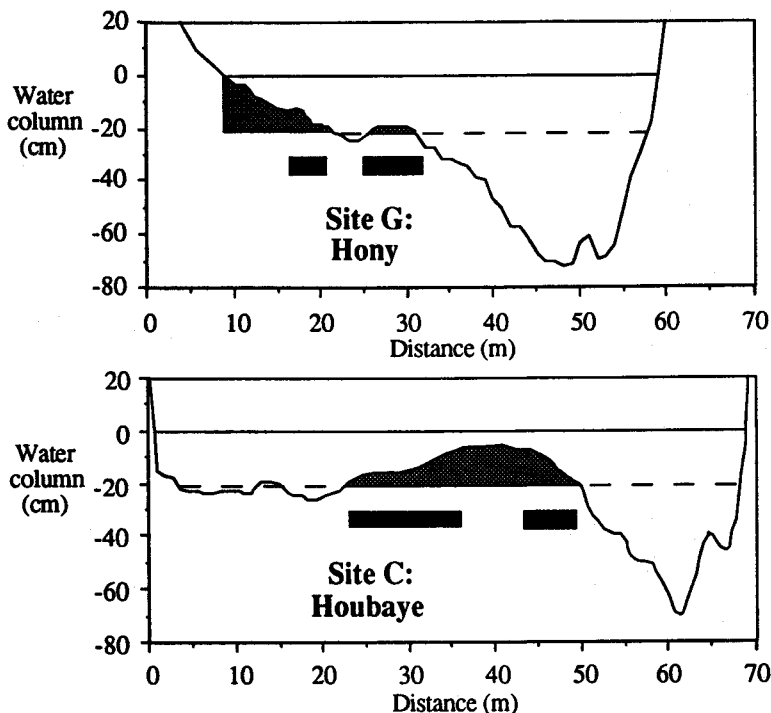 20
0
-20
-40
-60
-80
Water
column
(cm)
Site G:
Hony
0 10 20 30 40 50 60 70
Distance (m)
20
0
-20
-40
-60
-80
Water
column
(cm)
Site C:
Houbaye
0 10 20 30 40 50 60 70
Distance (m)